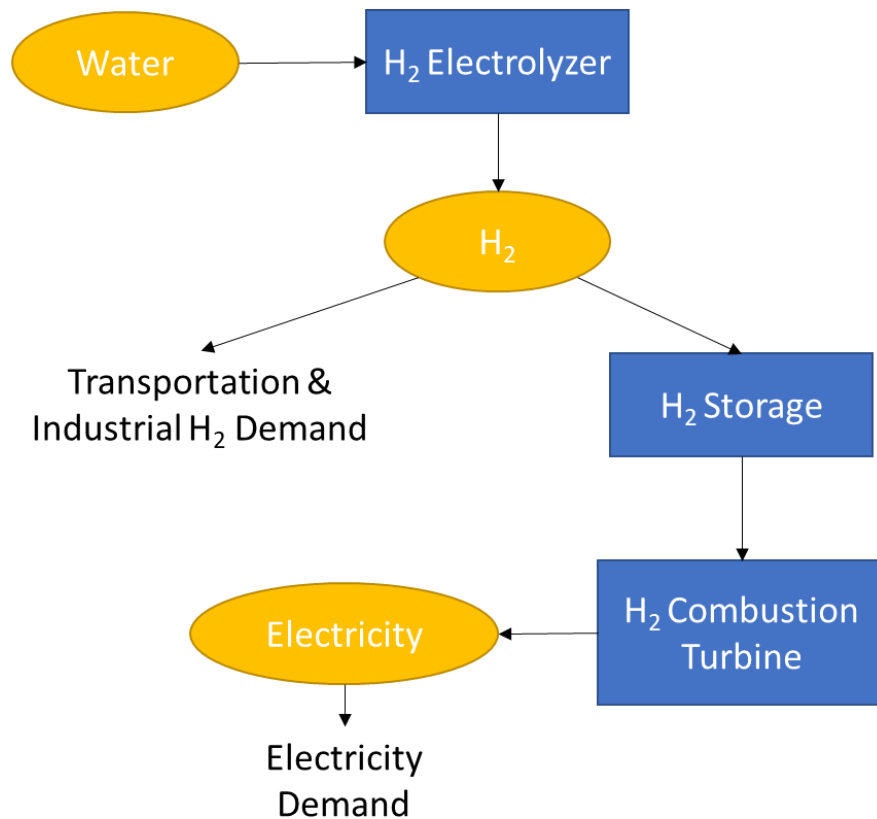 Water
H₂ Electrolyzer
H₂
Transportation &
Industrial H₂ Demand
H₂ Storage
H₂ Combustion
Turbine
Electricity
Electricity
Demand